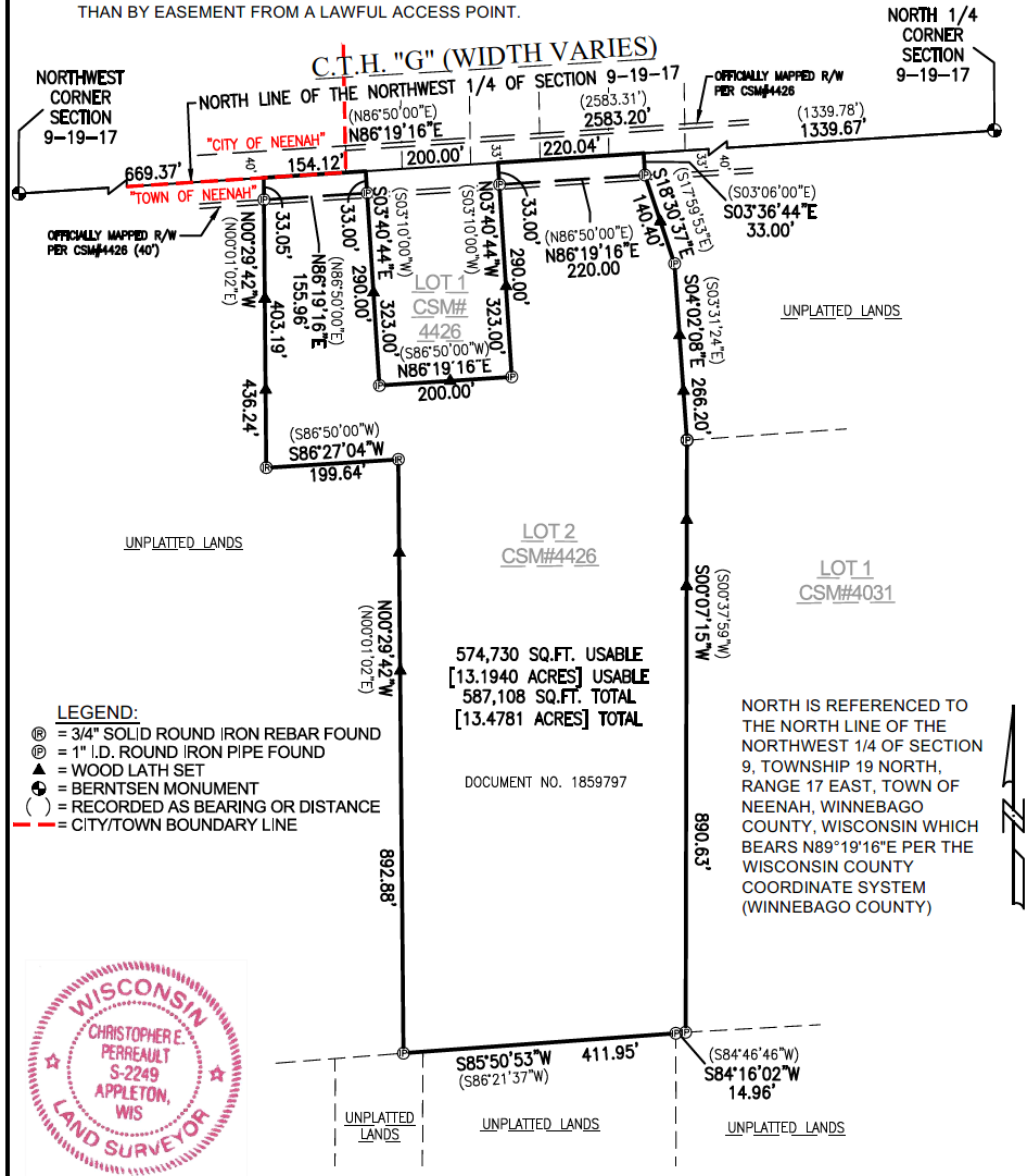 THAN BY EASEMENT FROM A LAWFUL ACCESS POINT.
NORTH 1/4
CORNER
SECTION
9-19-17
C.T.H. "G" (WIDTH VARIES)
NORTHWEST
CORNER
SECTION
9-19-17
NORTH LINE OF THE NORTHWEST 1/4 OF SECTION 9-19-17
OFFICIALLY MAPPED R/W
PER CSM#4426
(N86°50'00"E)
N86°19'16"E
(2583.31')
2583.20'
(1339.78')
1339.67'
"CITY OF NEENAH"
669.37'
40'
154.12'
200.00'
33'
220.04'
33'
40'
"TOWN OF NEENAH"
OFFICIALLY MAPPED R/W
PER CSM#4426 (40')
N00°29'42"W
(N00°01'02"E)
33.05'
403.19'
436.24'
N86°19'16"E
(N86°50'00"E)
155.96'
33.00'
S03°40'44"E
(S03°10'00"W)
290.00'
323.00'
LOT 1
CSM#
4426
(S86°50'00"W)
N86°19'16"E
200.00'
N03°40'44"W
(S03°10'00"W)
33.00'
290.00'
323.00'
(N86°50'00"E)
N86°19'16"E
220.00
S18°30'37"E
(S17°59'53"E)
140.40'
(S03°06'00"E)
S03°36'44"E
33.00'
S04°02'08"E
(S03°31'24"E)
266.20'
UNPLATTED LANDS
(S86°50'00"W)
S86°27'04"W
199.64'
UNPLATTED LANDS
LOT 2
CSM#4426
LOT 1
CSM#4031
N00°29'42"W
(N00°01'02"E)
892.88'
S00°07'15"W
(S00°37'59"W)
890.63'
574,730 SQ.FT. USABLE
[13.1940 ACRES] USABLE
587,108 SQ.FT. TOTAL
[13.4781 ACRES] TOTAL
DOCUMENT NO. 1859797
LEGEND:
Ⓡ = 3/4" SOLID ROUND IRON REBAR FOUND
Ⓟ = 1" I.D. ROUND IRON PIPE FOUND
▲ = WOOD LATH SET
= BERNTSEN MONUMENT
( ) = RECORDED AS BEARING OR DISTANCE
= CITY/TOWN BOUNDARY LINE
NORTH IS REFERENCED TO
THE NORTH LINE OF THE
NORTHWEST 1/4 OF SECTION
9, TOWNSHIP 19 NORTH,
RANGE 17 EAST, TOWN OF
NEENAH, WINNEBAGO
COUNTY, WISCONSIN WHICH
BEARS N89°19'16"E PER THE
WISCONSIN COUNTY
COORDINATE SYSTEM
(WINNEBAGO COUNTY)
N
WISCONSIN
CHRISTOPHER E.
PERREAULT
S-2249
APPLETON,
WIS
LAND SURVEYOR
S85°50'53"W 411.95'
(S86°21'37"W)
(S84°46'46"W)
S84°16'02"W
14.96'
UNPLATTED
LANDS
UNPLATTED LANDS
UNPLATTED LANDS